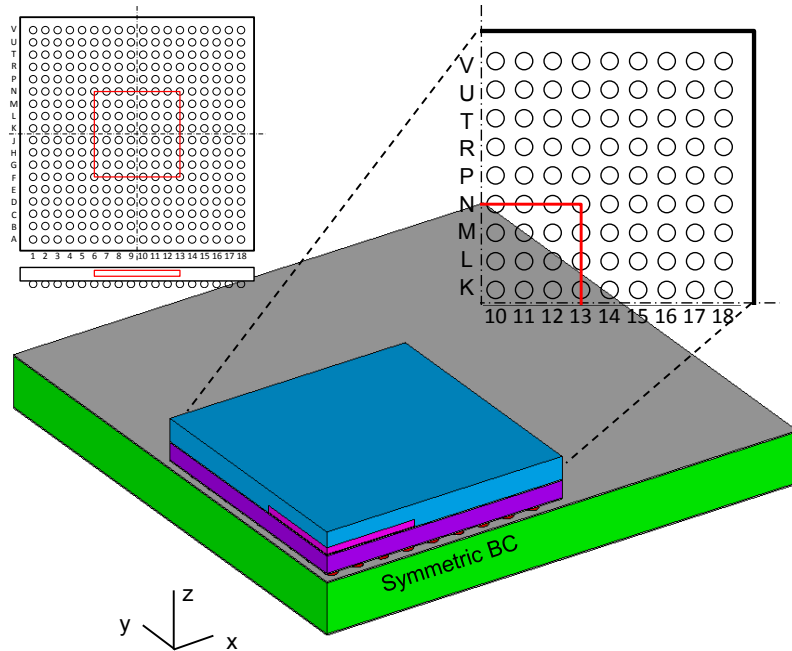 V
U
T
R
P
N
M
L
K
J
H
G
F
E
D
C
B
A
1 2 3 4 5 6 7 8 9 10 11 12 13 14 15 16 17 18
V
U
T
R
P
N
M
L
K
10 11 12 13 14 15 16 17 18
Symmetric BC
z
y
x